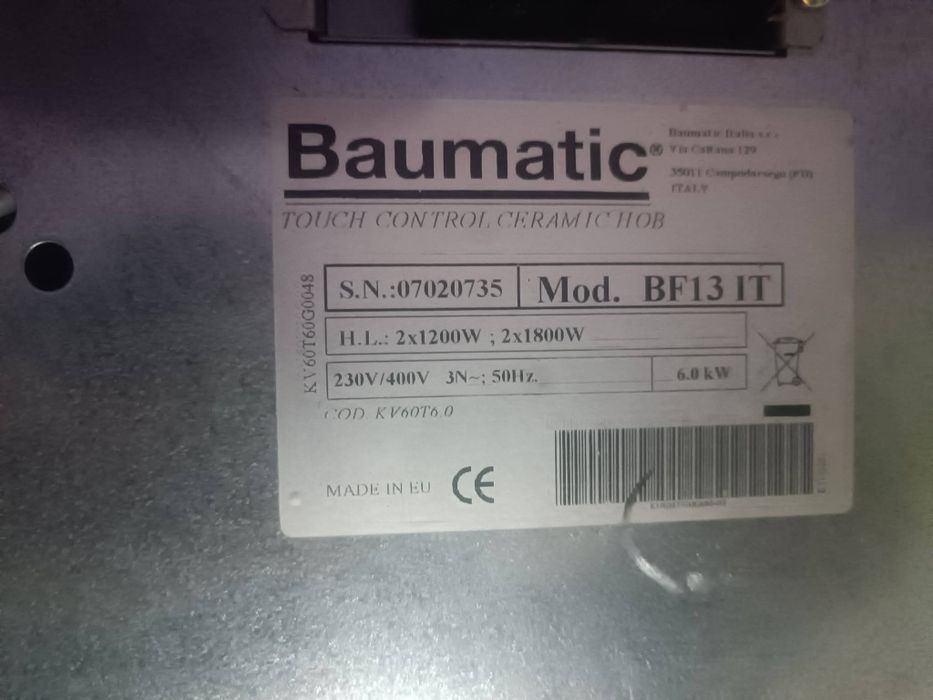 Baumatic®
Baumatic Italia s.r.l.
Via Cattana 129
35011 Campodarsego (PD)
ITALY
TOUCH CONTROL CERAMIC HOB
KV60T60G0048
S.N.:07020735 Mod. BF13 IT
H.L.: 2x1200W ; 2x1800W
230V/400V 3N~; 50Hz. 6.0 kW
COD. KV60T6.0
MADE IN EU CE